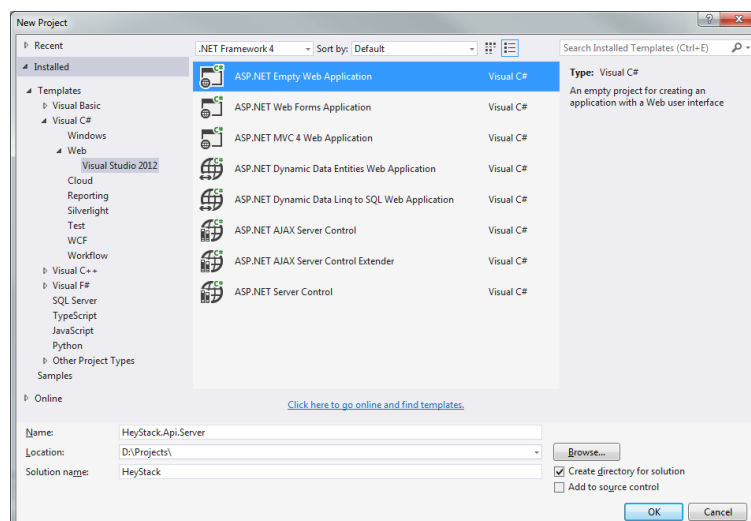 New Project
Recent
.NET Framework 4
Sort by: Default
Search Installed Templates (Ctrl+E)
Installed
Templates
Visual Basic
Visual C#
Windows
Web
Visual Studio 2012
Cloud
Reporting
Silverlight
Test
WCF
Workflow
Visual C++
Visual F#
SQL Server
TypeScript
JavaScript
Python
Other Project Types
Samples
Online
ASP.NET Empty Web Application Visual C#
ASP.NET Web Forms Application Visual C#
ASP.NET MVC 4 Web Application Visual C#
ASP.NET Dynamic Data Entities Web Application Visual C#
ASP.NET Dynamic Data Linq to SQL Web Application Visual C#
ASP.NET AJAX Server Control Visual C#
ASP.NET AJAX Server Control Extender Visual C#
ASP.NET Server Control Visual C#
Click here to go online and find templates.
Type: Visual C#
An empty project for creating an
application with a Web user interface
Name: HeyStack.Api.Server
Location: D:\Projects\
Browse...
Solution name: HeyStack
Create directory for solution
Add to source control
OK
Cancel